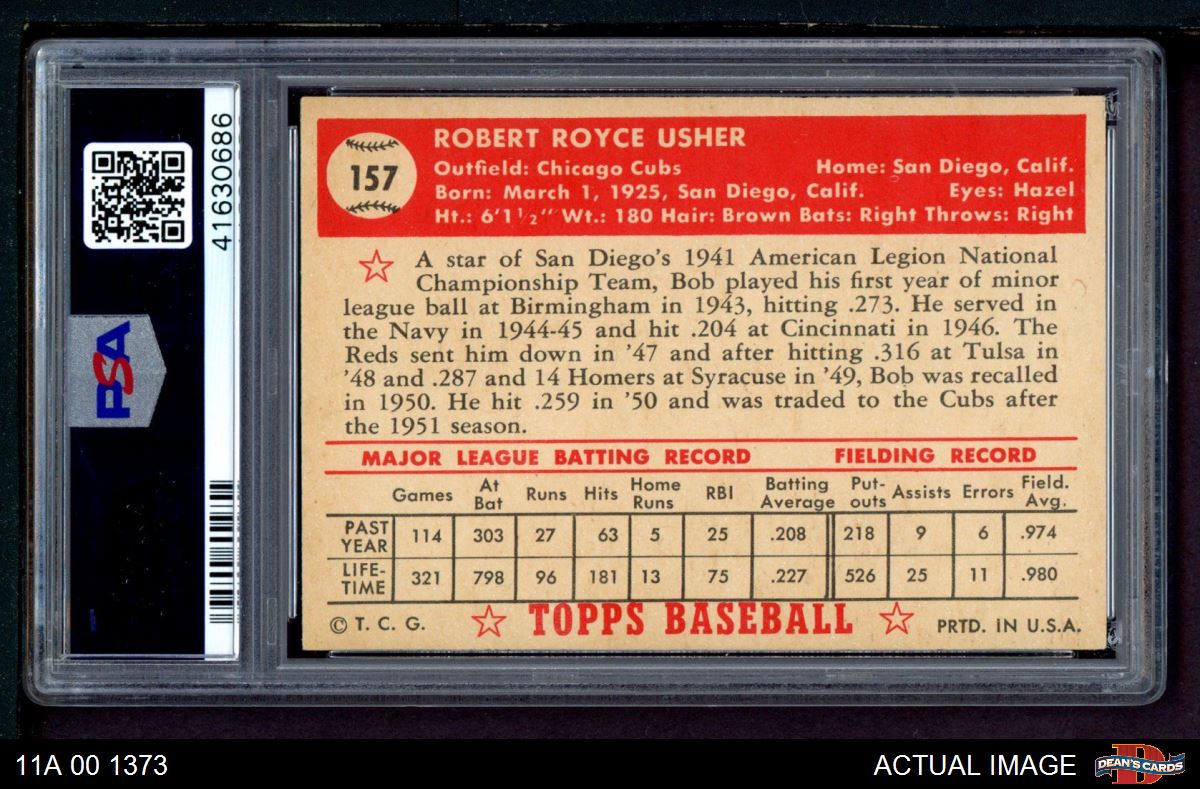 41630686
PSA
157
ROBERT ROYCE USHER
Outfield: Chicago Cubs Home: San Diego, Calif.
Born: March 1, 1925, San Diego, Calif. Eyes: Hazel
Ht.: 6'1½" Wt.: 180 Hair: Brown Bats: Right Throws: Right
A star of San Diego's 1941 American Legion National
Championship Team, Bob played his first year of minor
league ball at Birmingham in 1943, hitting .273. He served in
the Navy in 1944-45 and hit .204 at Cincinnati in 1946. The
Reds sent him down in '47 and after hitting .316 at Tulsa in
'48 and .287 and 14 Homers at Syracuse in '49, Bob was recalled
in 1950. He hit .259 in '50 and was traded to the Cubs after
the 1951 season.
MAJOR LEAGUE BATTING RECORD FIELDING RECORD
Games At Bat Runs Hits Home Runs RBI Batting Average Put-outs Assists Errors Field. Avg.
PAST YEAR 114 303 27 63 5 25 .208 218 9 6 .974
LIFE-TIME 321 798 96 181 13 75 .227 526 25 11 .980
© T. C. G. TOPPS BASEBALL PRTD. IN U.S.A.
11A 00 1373 ACTUAL IMAGE DEAN'S CARDS